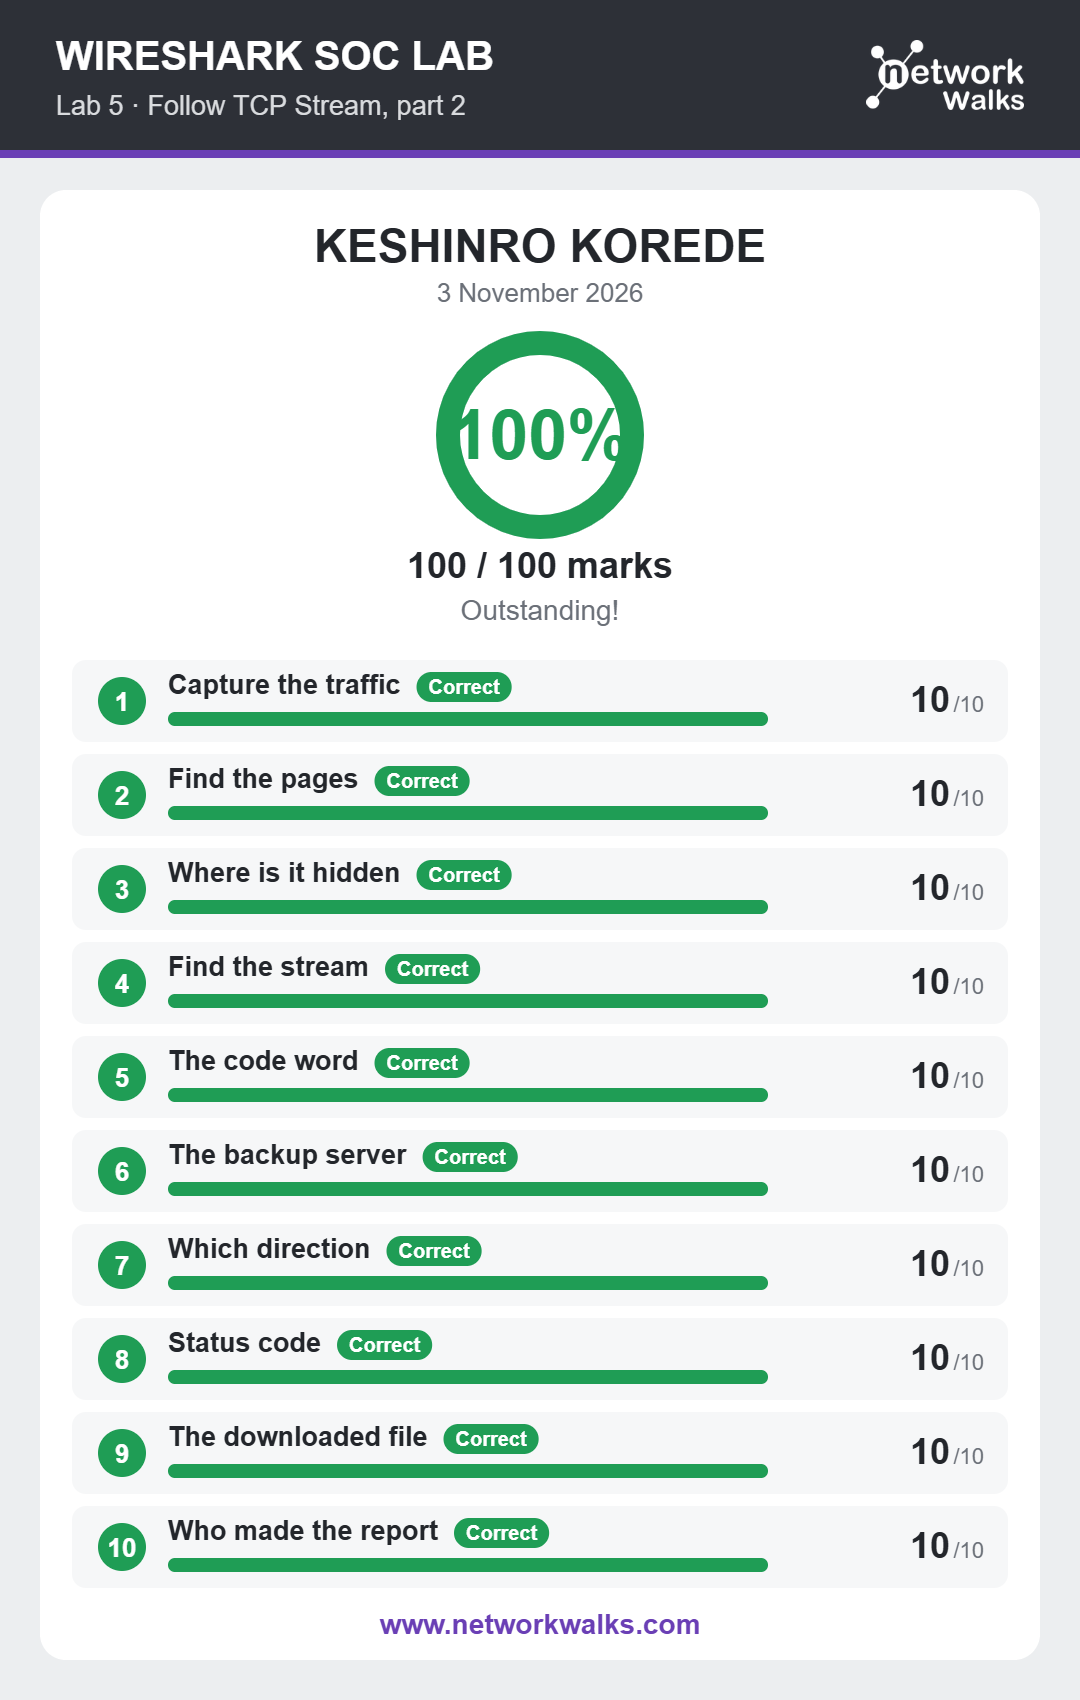 WIRESHARK SOC LAB
Lab 5 · Follow TCP Stream, part 2
network
Walks
KESHINRO KOREDE
3 November 2026
100%
100 / 100 marks
Outstanding!
1 Capture the traffic Correct 10/10
2 Find the pages Correct 10/10
3 Where is it hidden Correct 10/10
4 Find the stream Correct 10/10
5 The code word Correct 10/10
6 The backup server Correct 10/10
7 Which direction Correct 10/10
8 Status code Correct 10/10
9 The downloaded file Correct 10/10
10 Who made the report Correct 10/10
www.networkwalks.com